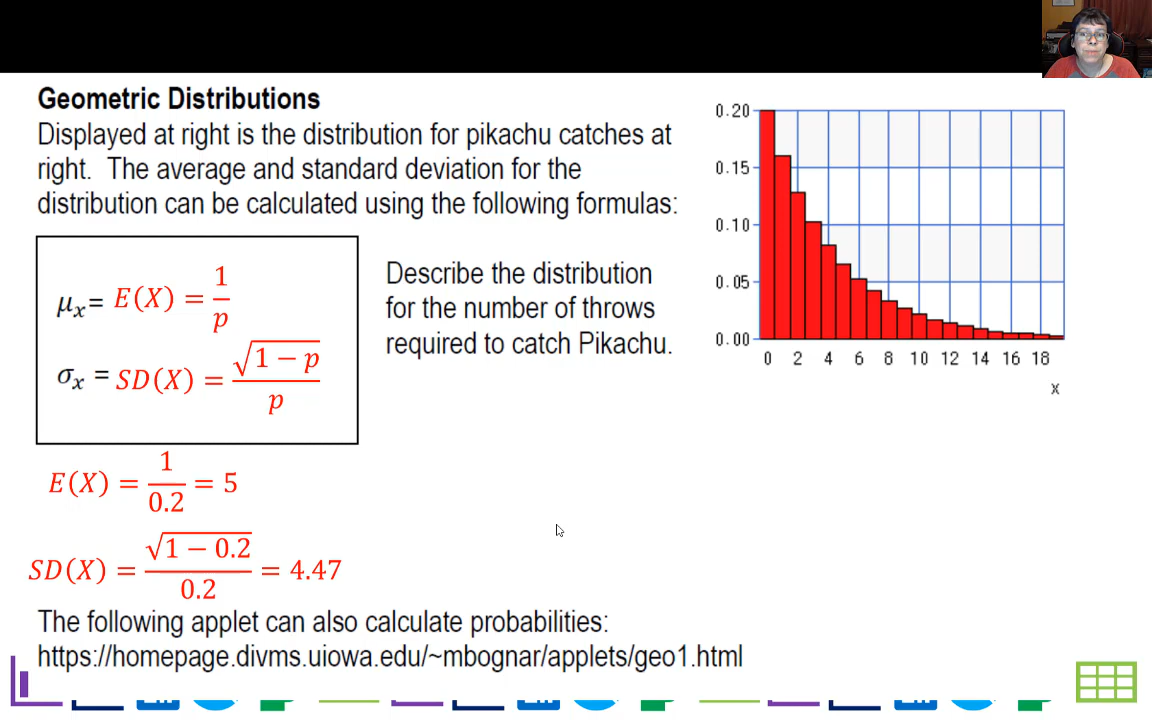 Geometric Distributions
Displayed at right is the distribution for pikachu catches at
right. The average and standard deviation for the
distribution can be calculated using the following formulas:
μx= E(X) = 1/p
σx = SD(X) = √(1 − p)/p
Describe the distribution
for the number of throws
required to catch Pikachu.
E(X) = 1/0.2 = 5
SD(X) = √(1 − 0.2)/0.2 = 4.47
The following applet can also calculate probabilities:
https://homepage.divms.uiowa.edu/~mbognar/applets/geo1.html
0.20
0.15
0.10
0.05
0.00
0 2 4 6 8 10 12 14 16 18
x